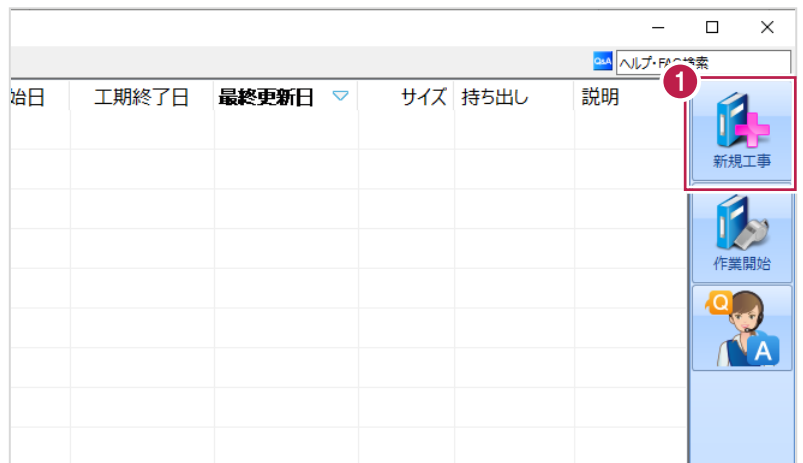 Q&A ヘルプ・FAQ検索
始日 工期終了日 最終更新日 サイズ 持ち出し 説明
1
新規工事
作業開始
Q
A